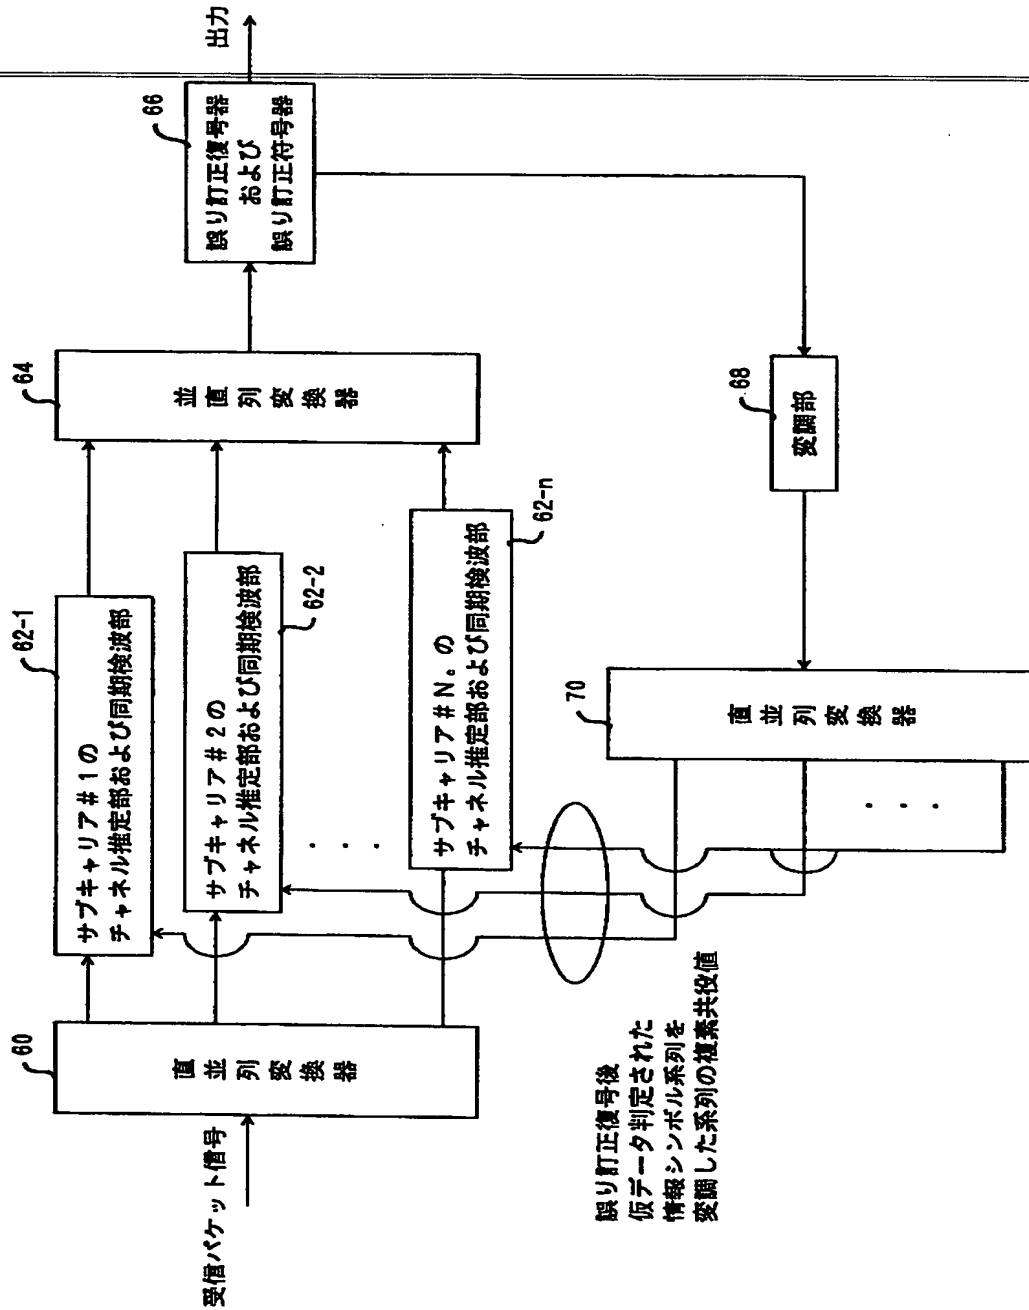 受信パケット信号
60
直並列変換器
62-1
サブキャリア#1の
チャネル推定部および同期検波部
サブキャリア#2の
チャネル推定部および同期検波部
62-2
・・・
サブキャリア#N。の
チャネル推定部および同期検波部
62-n
64
並直列変換器
66
誤り訂正復号器
および
誤り訂正符号器
出力
68
変調部
70
直並列変換器
・・・
誤り訂正復号後
仮データ判定された
情報シンボル系列を
変調した系列の複素共役値